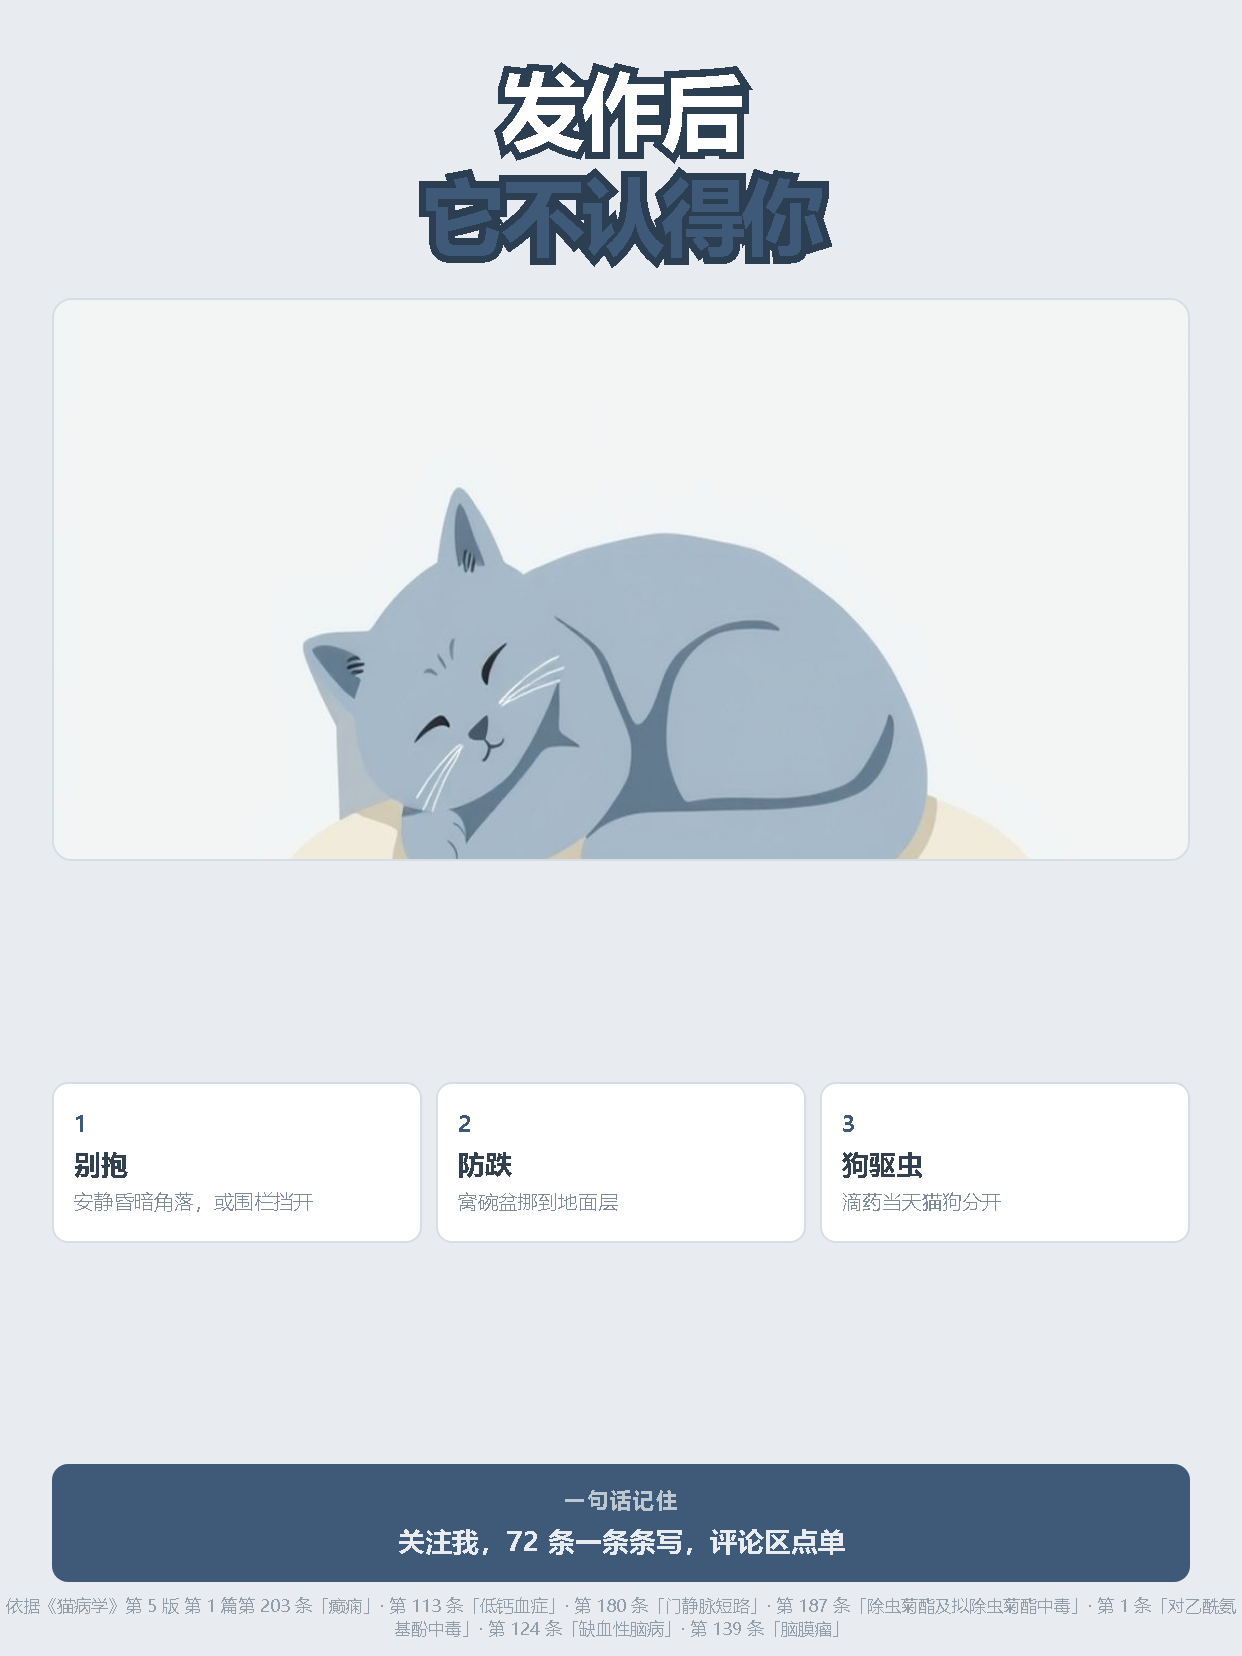 发作后
它不认得你
1
别抱
安静昏暗角落，或围栏挡开
2
防跌
窝碗盆挪到地面层
3
狗驱虫
滴药当天猫狗分开
一句话记住
关注我，72 条一条条写，评论区点单
依据《猫病学》第 5 版 第 1 篇第 203 条「癫痫」· 第 113 条「低钙血症」· 第 180 条「门静脉短路」· 第 187 条「除虫菊酯及拟除虫菊酯中毒」· 第 1 条「对乙酰氨
基酚中毒」· 第 124 条「缺血性脑病」· 第 139 条「脑膜瘤」